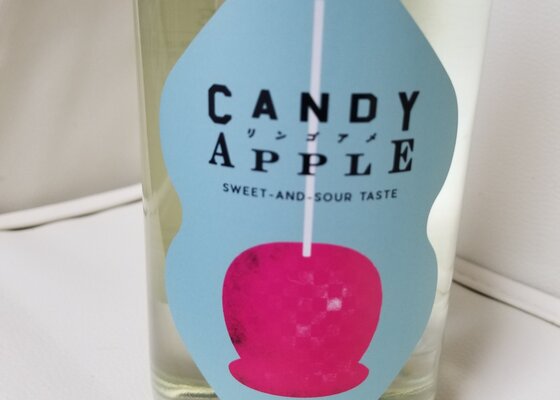 CANDY
リンゴアメ
APPLE
SWEET-AND-SOUR TASTE